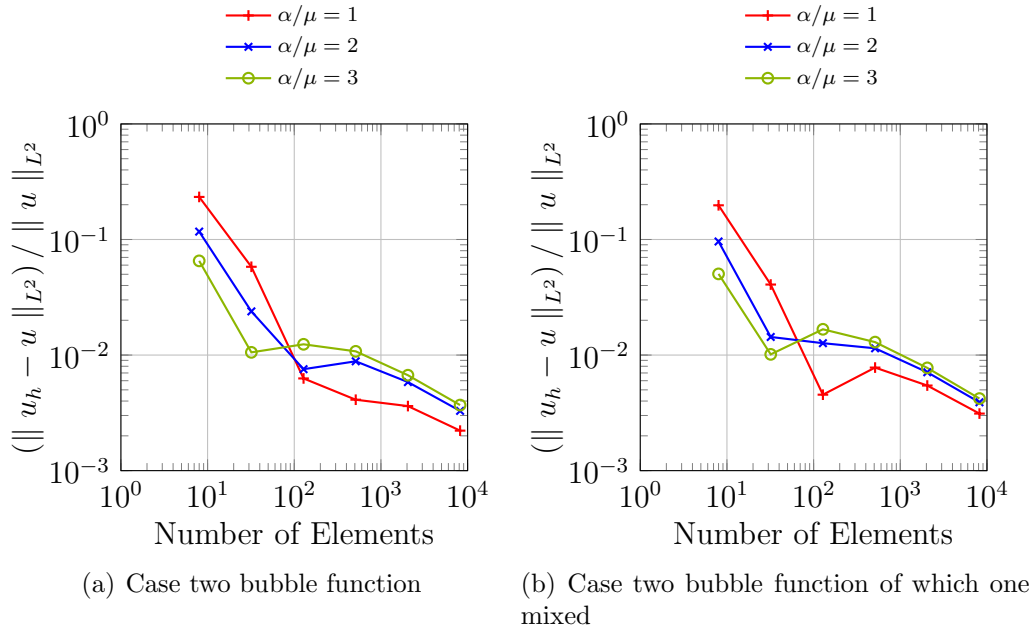 α/μ = 1
α/μ = 2
α/μ = 3
10^0
10^-1
10^-2
10^-3
(∥ u_h − u ∥_{L^2}) / ∥ u ∥_{L^2}
10^0 10^1 10^2 10^3 10^4
Number of Elements
(a) Case two bubble function
α/μ = 1
α/μ = 2
α/μ = 3
10^0
10^-1
10^-2
10^-3
(∥ u_h − u ∥_{L^2}) / ∥ u ∥_{L^2}
10^0 10^1 10^2 10^3 10^4
Number of Elements
(b) Case two bubble function of which one
mixed